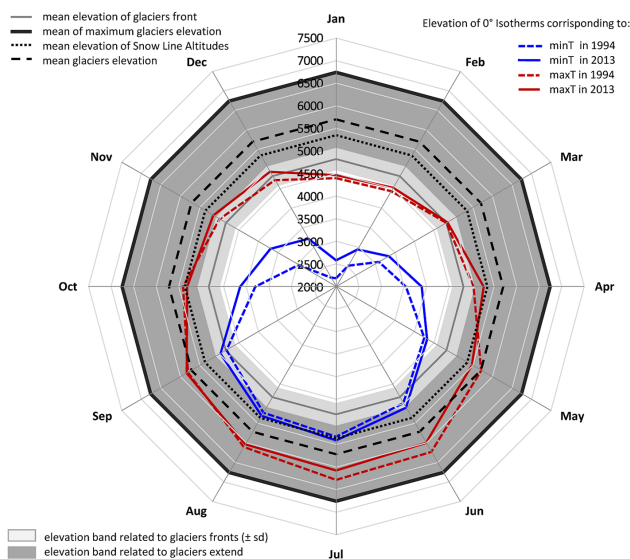 mean elevation of glaciers front
mean of maximum glaciers elevation
mean elevation of Snow Line Altitudes
mean glaciers elevation
Elevation of 0° Isotherms corrisponding to:
minT in 1994
minT in 2013
maxT in 1994
maxT in 2013
Jan
Feb
Mar
Apr
May
Jun
Jul
Aug
Sep
Oct
Nov
Dec
7500
7000
6500
6000
5500
5000
4500
4000
3500
3000
2500
2000
elevation band related to glaciers fronts (± sd)
elevation band related to glaciers extend